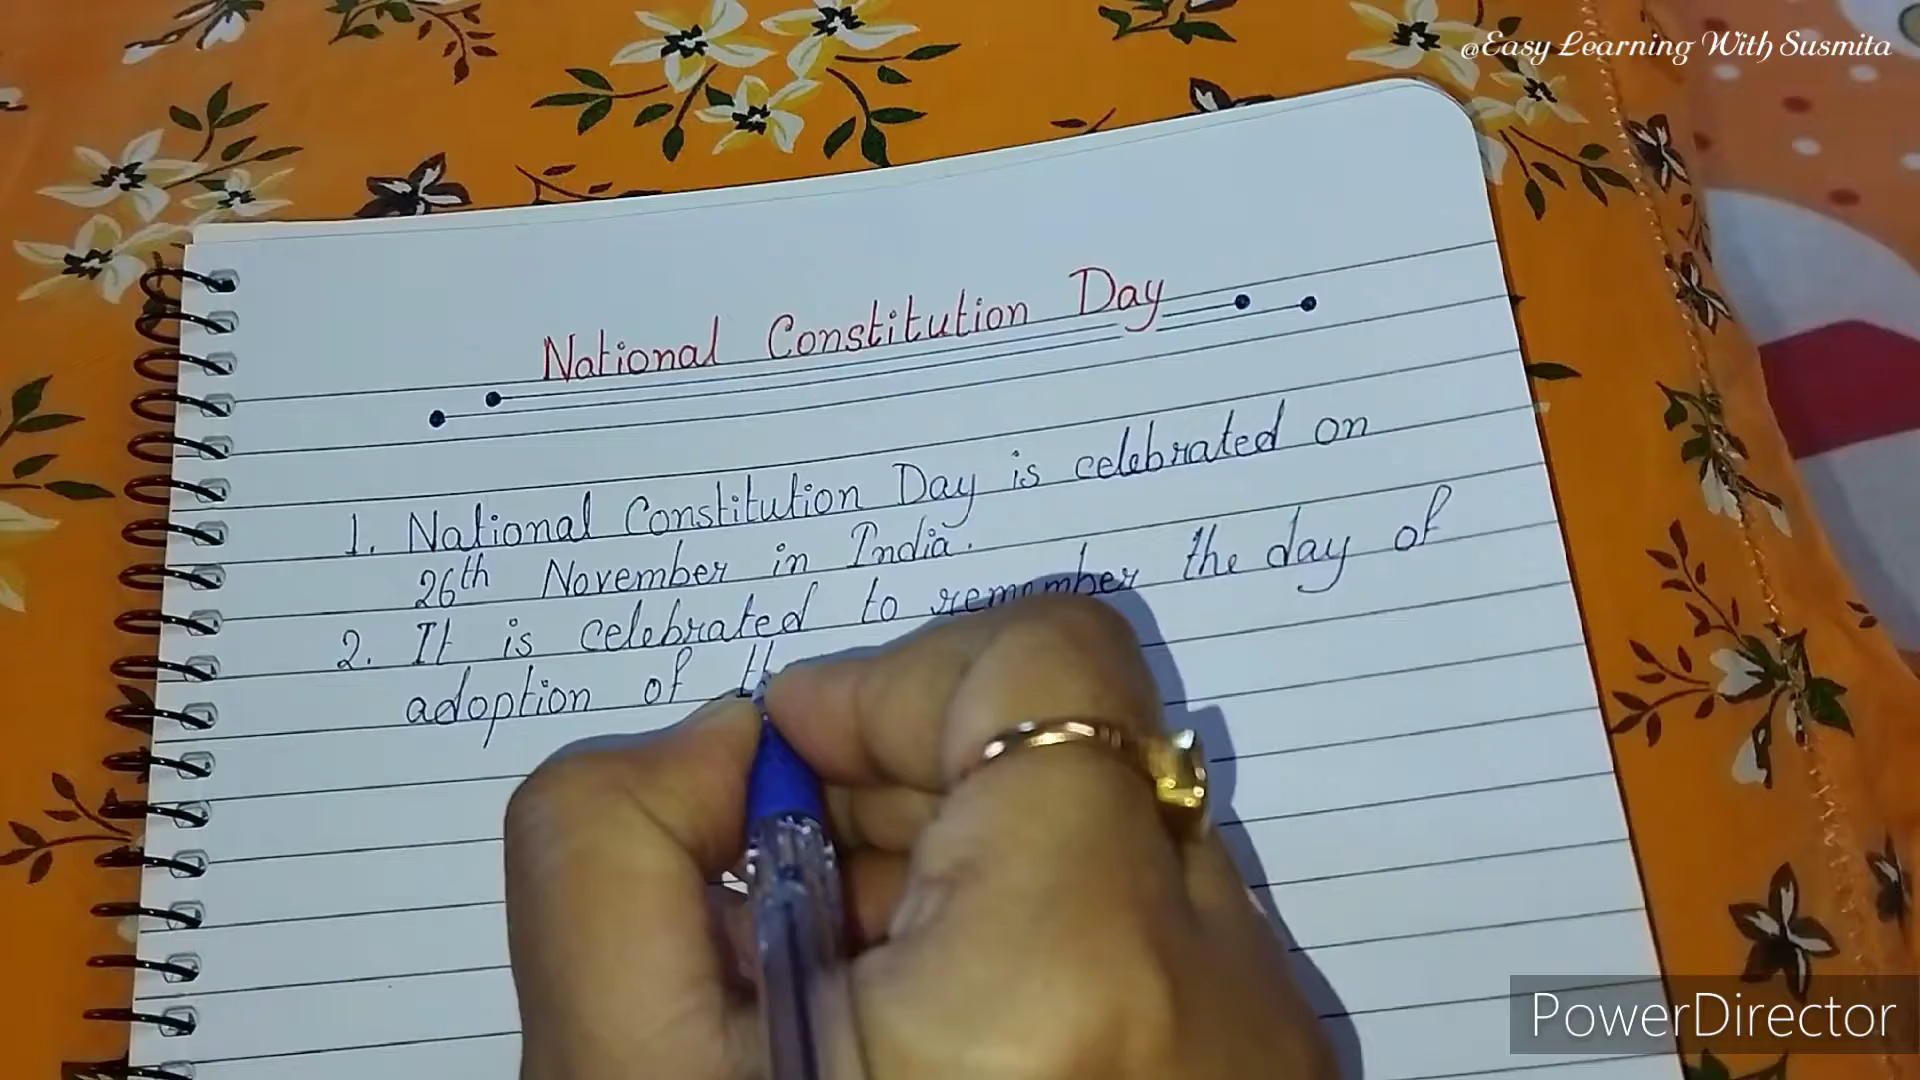 @Easy Learning With Susmita
National Constitution Day
1. National Constitution Day is celebrated on
26th November in India.
2. It is celebrated to remember the day of
adoption of th
PowerDirector